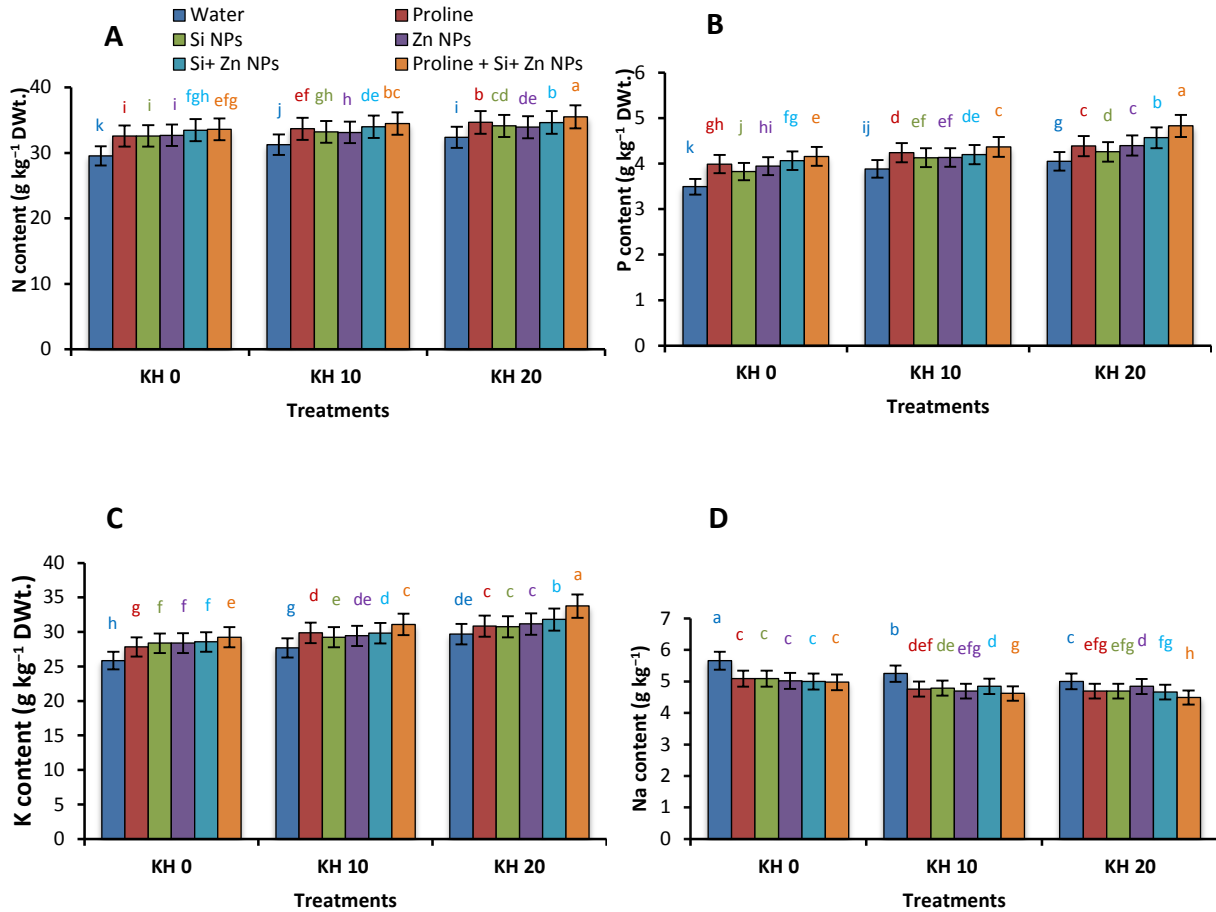 Water Proline
Si NPs Zn NPs
Si+ Zn NPs Proline + Si+ Zn NPs
A
N content (g kg⁻¹ DWt.)
40
30
20
10
0
k i i i fgh efg
j ef gh h de bc
i b cd de b a
KH 0 KH 10 KH 20
Treatments
B
P content (g kg⁻¹ DWt.)
6
5
4
3
2
1
0
k gh j hi fg e
ij d ef ef de c
g c d c b a
KH 0 KH 10 KH 20
Treatments
C
K content (g kg⁻¹ DWt.)
40
35
30
25
20
15
10
5
0
h g f f f e
g d e de d c
de c c c b a
KH 0 KH 10 KH 20
Treatments
D
Na content (g kg⁻¹)
7
6
5
4
3
2
1
0
a c c c c c
b def de efg d g
c efg efg d fg h
KH 0 KH 10 KH 20
Treatments